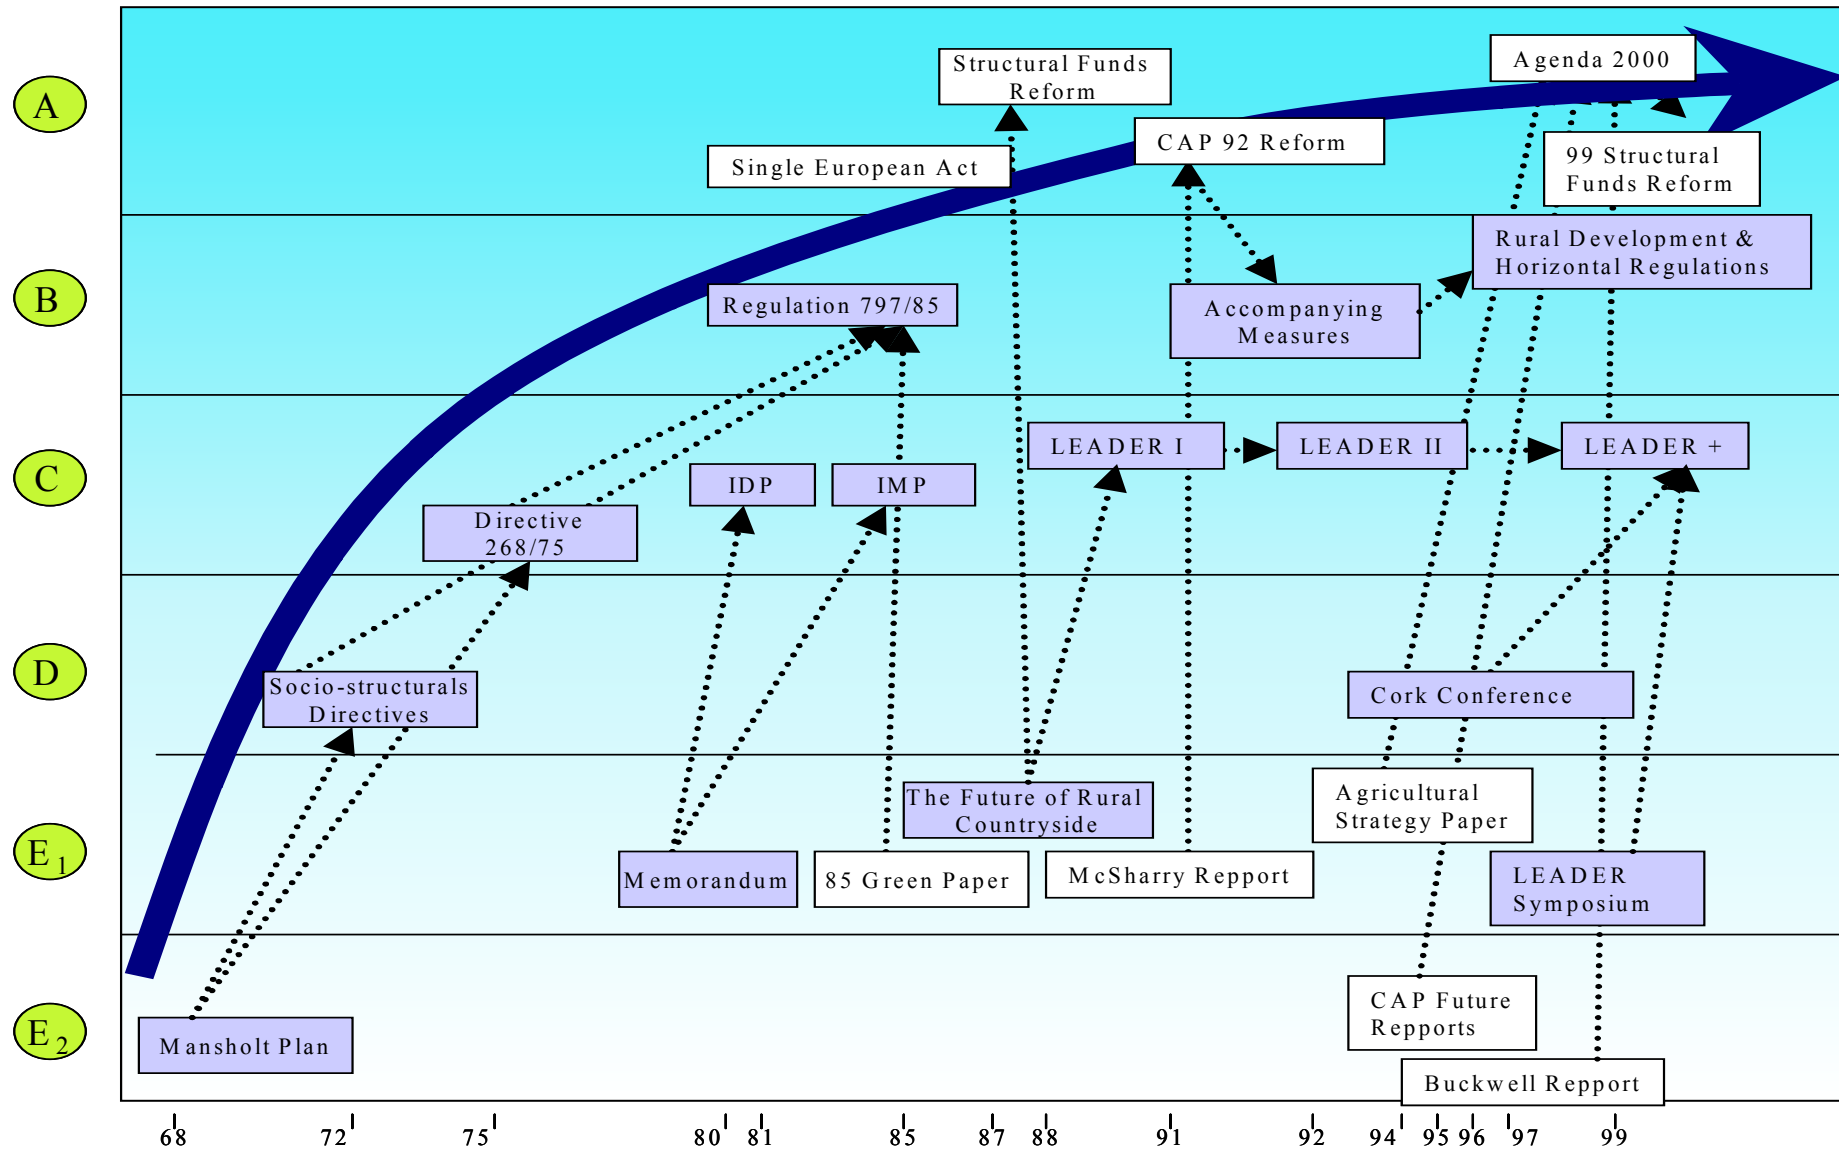 A
Structural Funds
Reform
Agenda 2000
Single European Act
CAP 92 Reform
99 Structural
Funds Reform
B
Rural Development &
Horizontal Regulations
Regulation 797/85
Accompanying
Measures
C
LEADER I
LEADER II
LEADER +
IDP
IMP
Directive
268/75
D
Socio-structurals
Directives
Cork Conference
E1
The Future of Rural
Countryside
Agricultural
Strategy Paper
Memorandum
85 Green Paper
McSharry Repport
LEADER
Symposium
E2
Mansholt Plan
CAP Future
Repports
Buckwell Repport
68 72 75 80 81 85 87 88 91 92 94 95 96 97 99